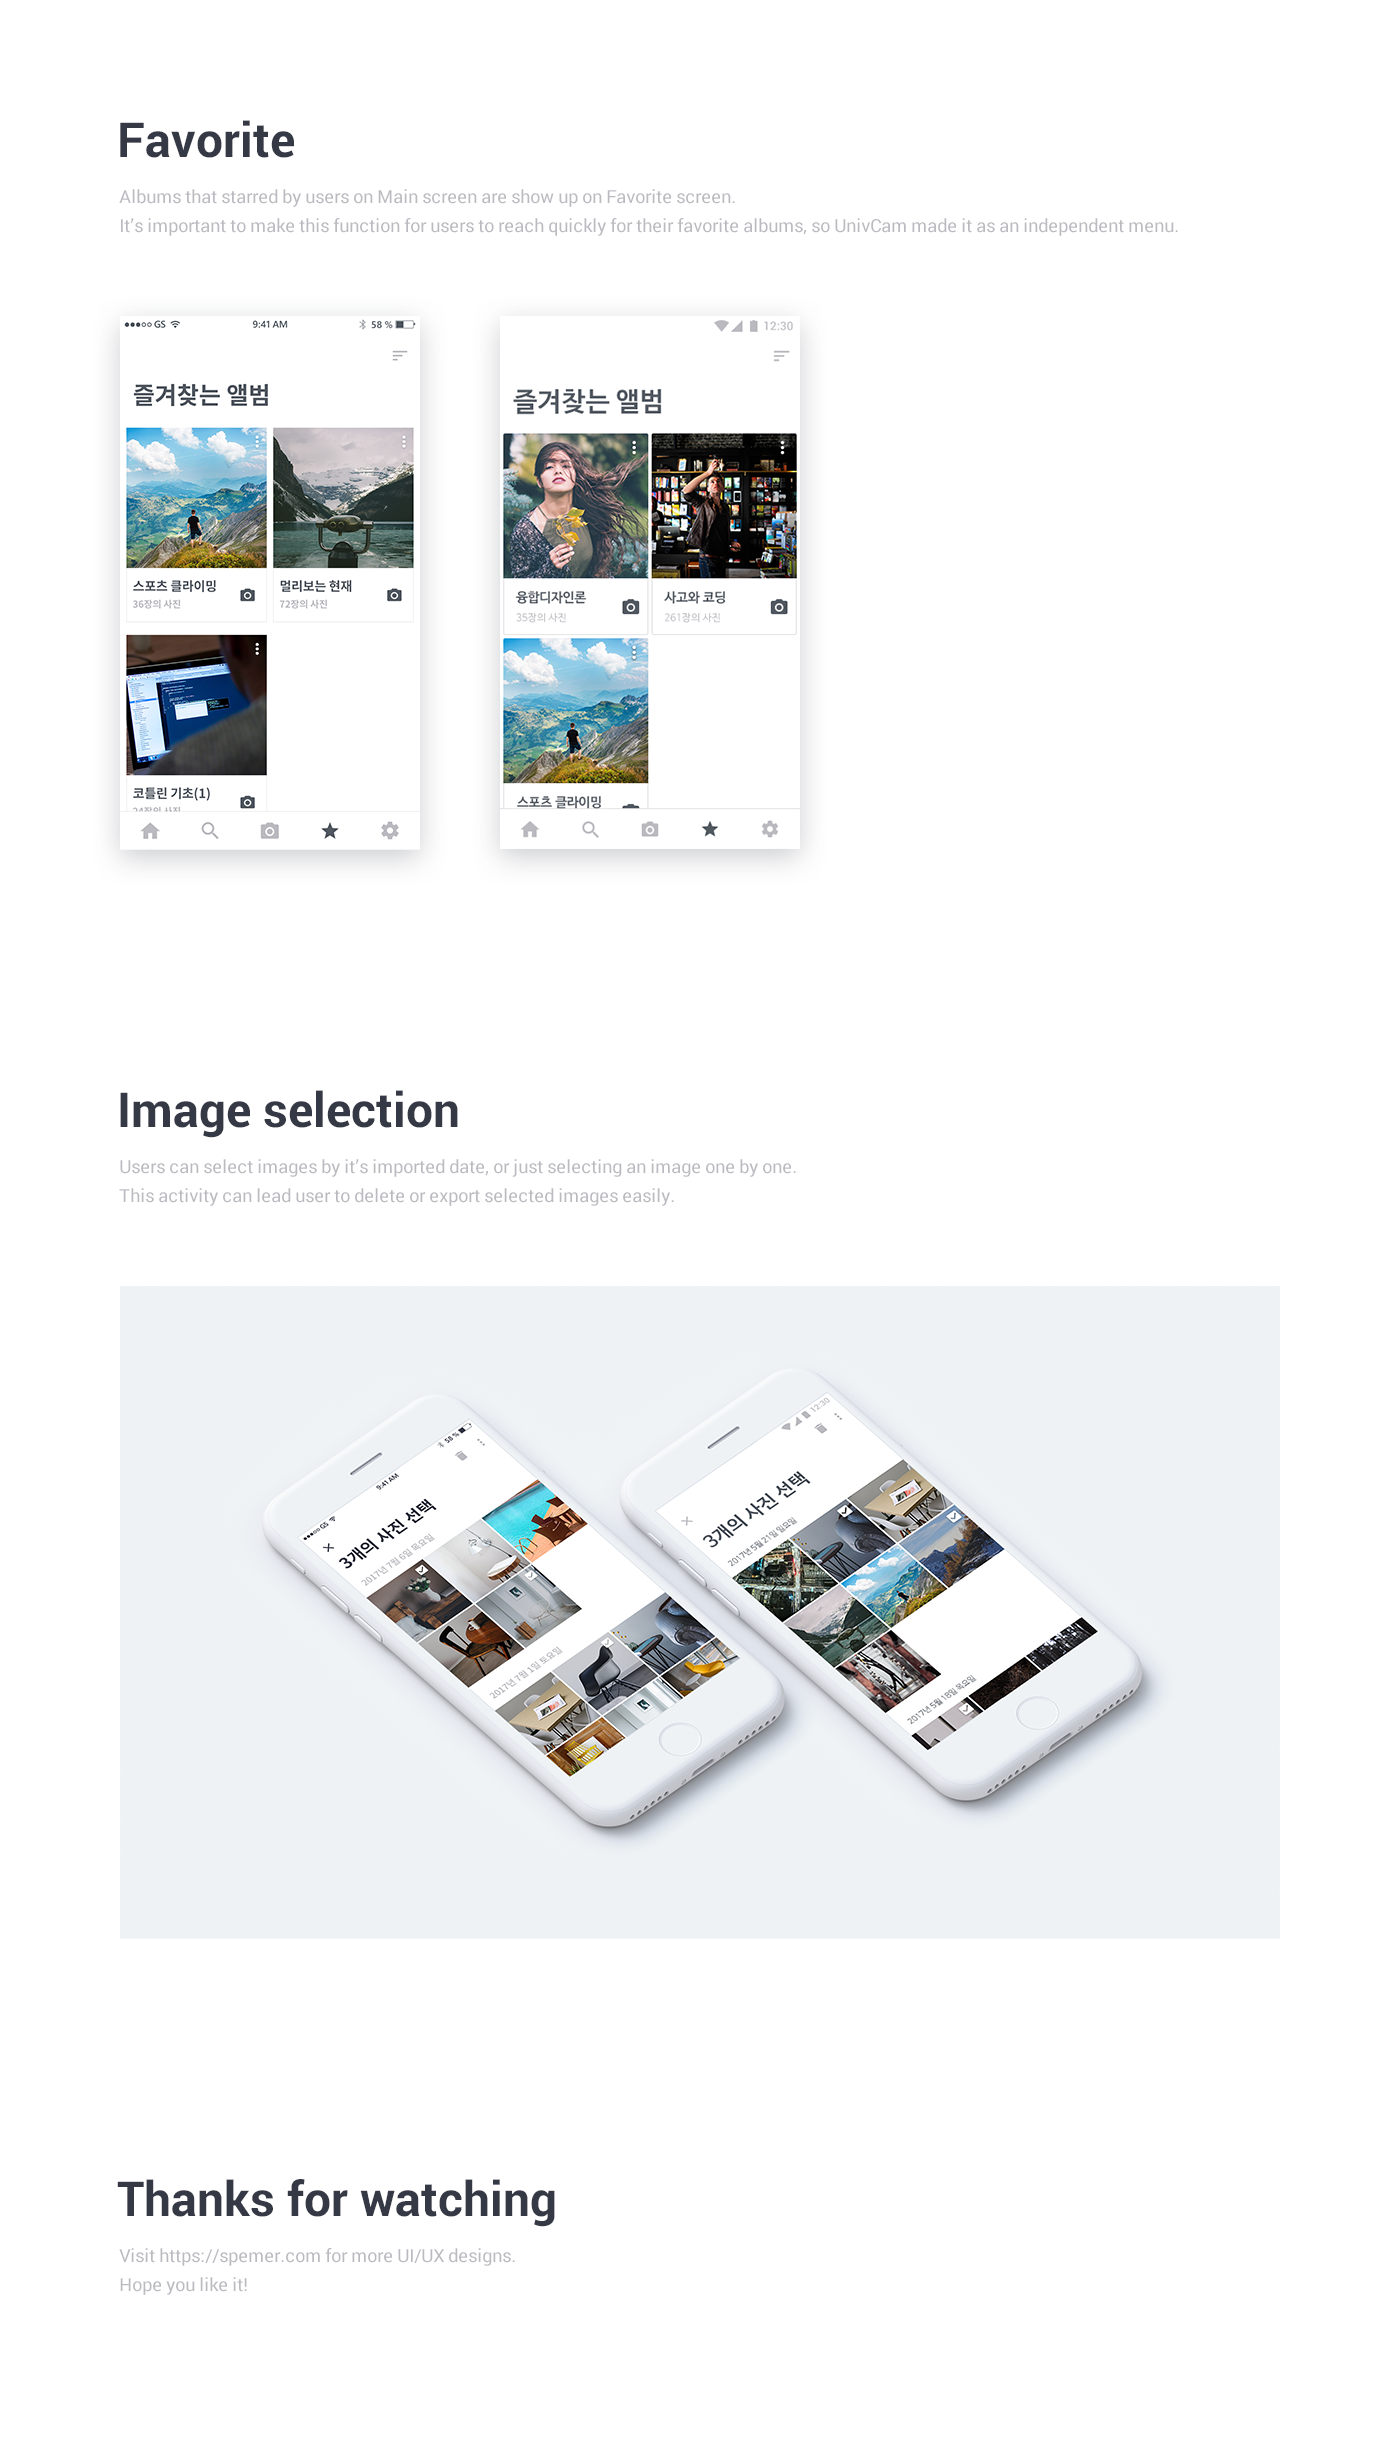 Favorite
Albums that starred by users on Main screen are show up on Favorite screen.
It's important to make this function for users to reach quickly for their favorite albums, so UnivCam made it as an independent menu.
GS 9:41 AM 58 %
즐겨찾는 앨범
스포츠 클라이밍
36장의 사진
멀리보는 현재
72장의 사진
코틀린 기초(1)
24장의 사진
12:30
즐겨찾는 앨범
융합디자인론
35장의 사진
사고와 코딩
261장의 사진
스포츠 클라이밍
Image selection
Users can select images by it's imported date, or just selecting an image one by one.
This activity can lead user to delete or export selected images easily.
GS 9:41 AM 58 %
3개의 사진 선택
2017년 7월 6일 목요일
2017년 7월 1일 토요일
12:30
3개의 사진 선택
2017년 5월 21일 일요일
2017년 5월 18일 목요일
Thanks for watching
Visit https://spemer.com for more UI/UX designs.
Hope you like it!